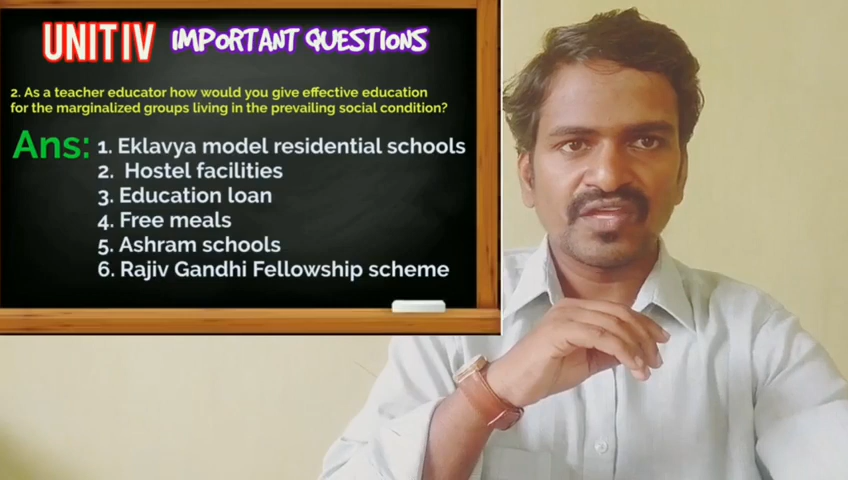 UNIT IV IMPORTANT QUESTIONS
2. As a teacher educator how would you give effective education
for the marginalized groups living in the prevailing social condition?
Ans: 1. Eklavya model residential schools
2. Hostel facilities
3. Education loan
4. Free meals
5. Ashram schools
6. Rajiv Gandhi Fellowship scheme